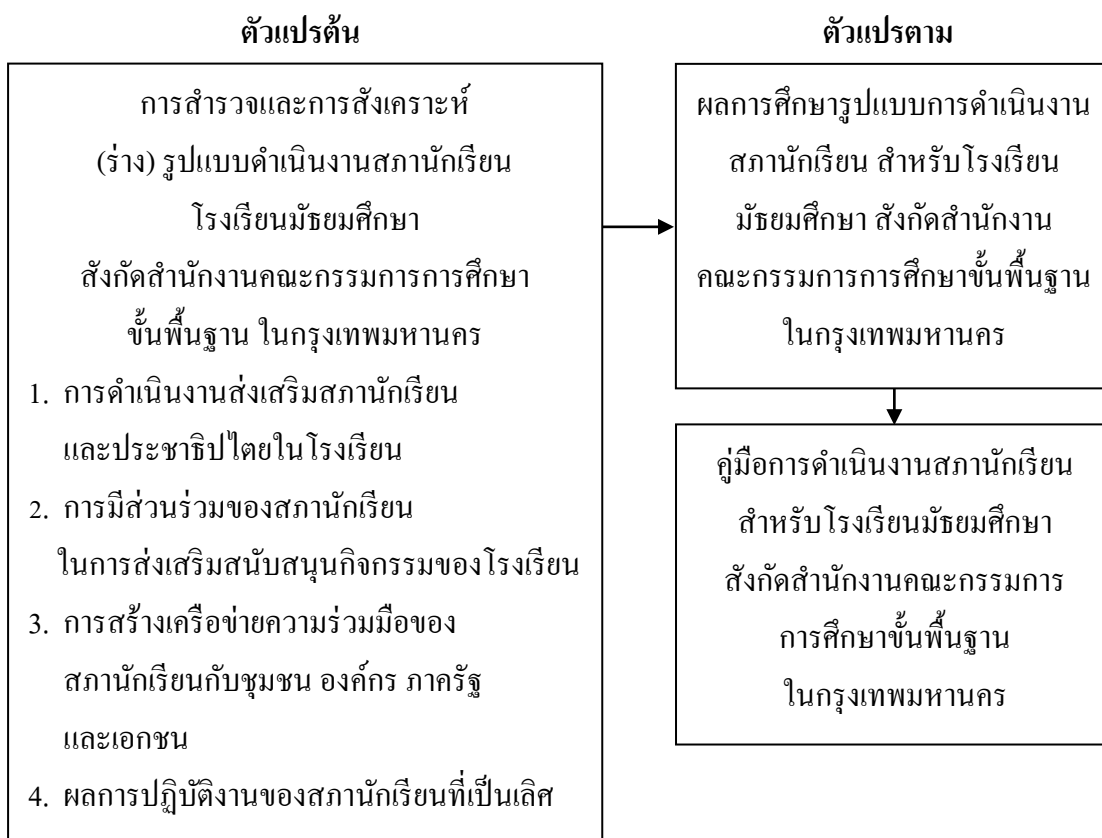 ตัวแปรต้น
การสำรวจและการสังเคราะห์
(ร่าง) รูปแบบดำเนินงานสภานักเรียน
โรงเรียนมัธยมศึกษา
สังกัดสำนักงานคณะกรรมการการศึกษา
ขั้นพื้นฐาน ในกรุงเทพมหานคร
1. การดำเนินงานส่งเสริมสภานักเรียน
และประชาธิปไตยในโรงเรียน
2. การมีส่วนร่วมของสภานักเรียน
ในการส่งเสริมสนับสนุนกิจกรรมของโรงเรียน
3. การสร้างเครือข่ายความร่วมมือของ
สภานักเรียนกับชุมชน องค์กร ภาครัฐ
และเอกชน
4. ผลการปฏิบัติงานของสภานักเรียนที่เป็นเลิศ
ตัวแปรตาม
ผลการศึกษารูปแบบการดำเนินงาน
สภานักเรียน สำหรับโรงเรียน
มัธยมศึกษา สังกัดสำนักงาน
คณะกรรมการการศึกษาขั้นพื้นฐาน
ในกรุงเทพมหานคร
คู่มือการดำเนินงานสภานักเรียน
สำหรับโรงเรียนมัธยมศึกษา
สังกัดสำนักงานคณะกรรมการ
การศึกษาขั้นพื้นฐาน
ในกรุงเทพมหานคร